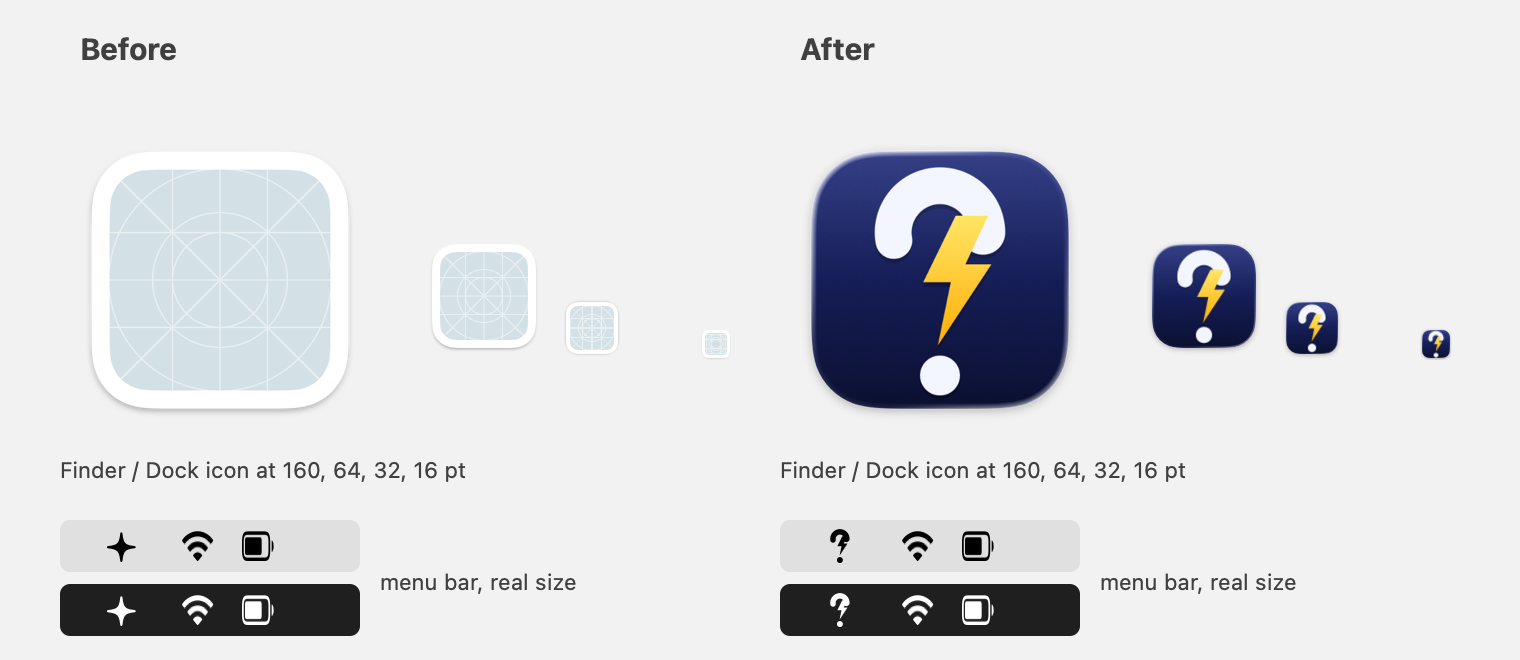 Before
After
Finder / Dock icon at 160, 64, 32, 16 pt
Finder / Dock icon at 160, 64, 32, 16 pt
menu bar, real size
menu bar, real size